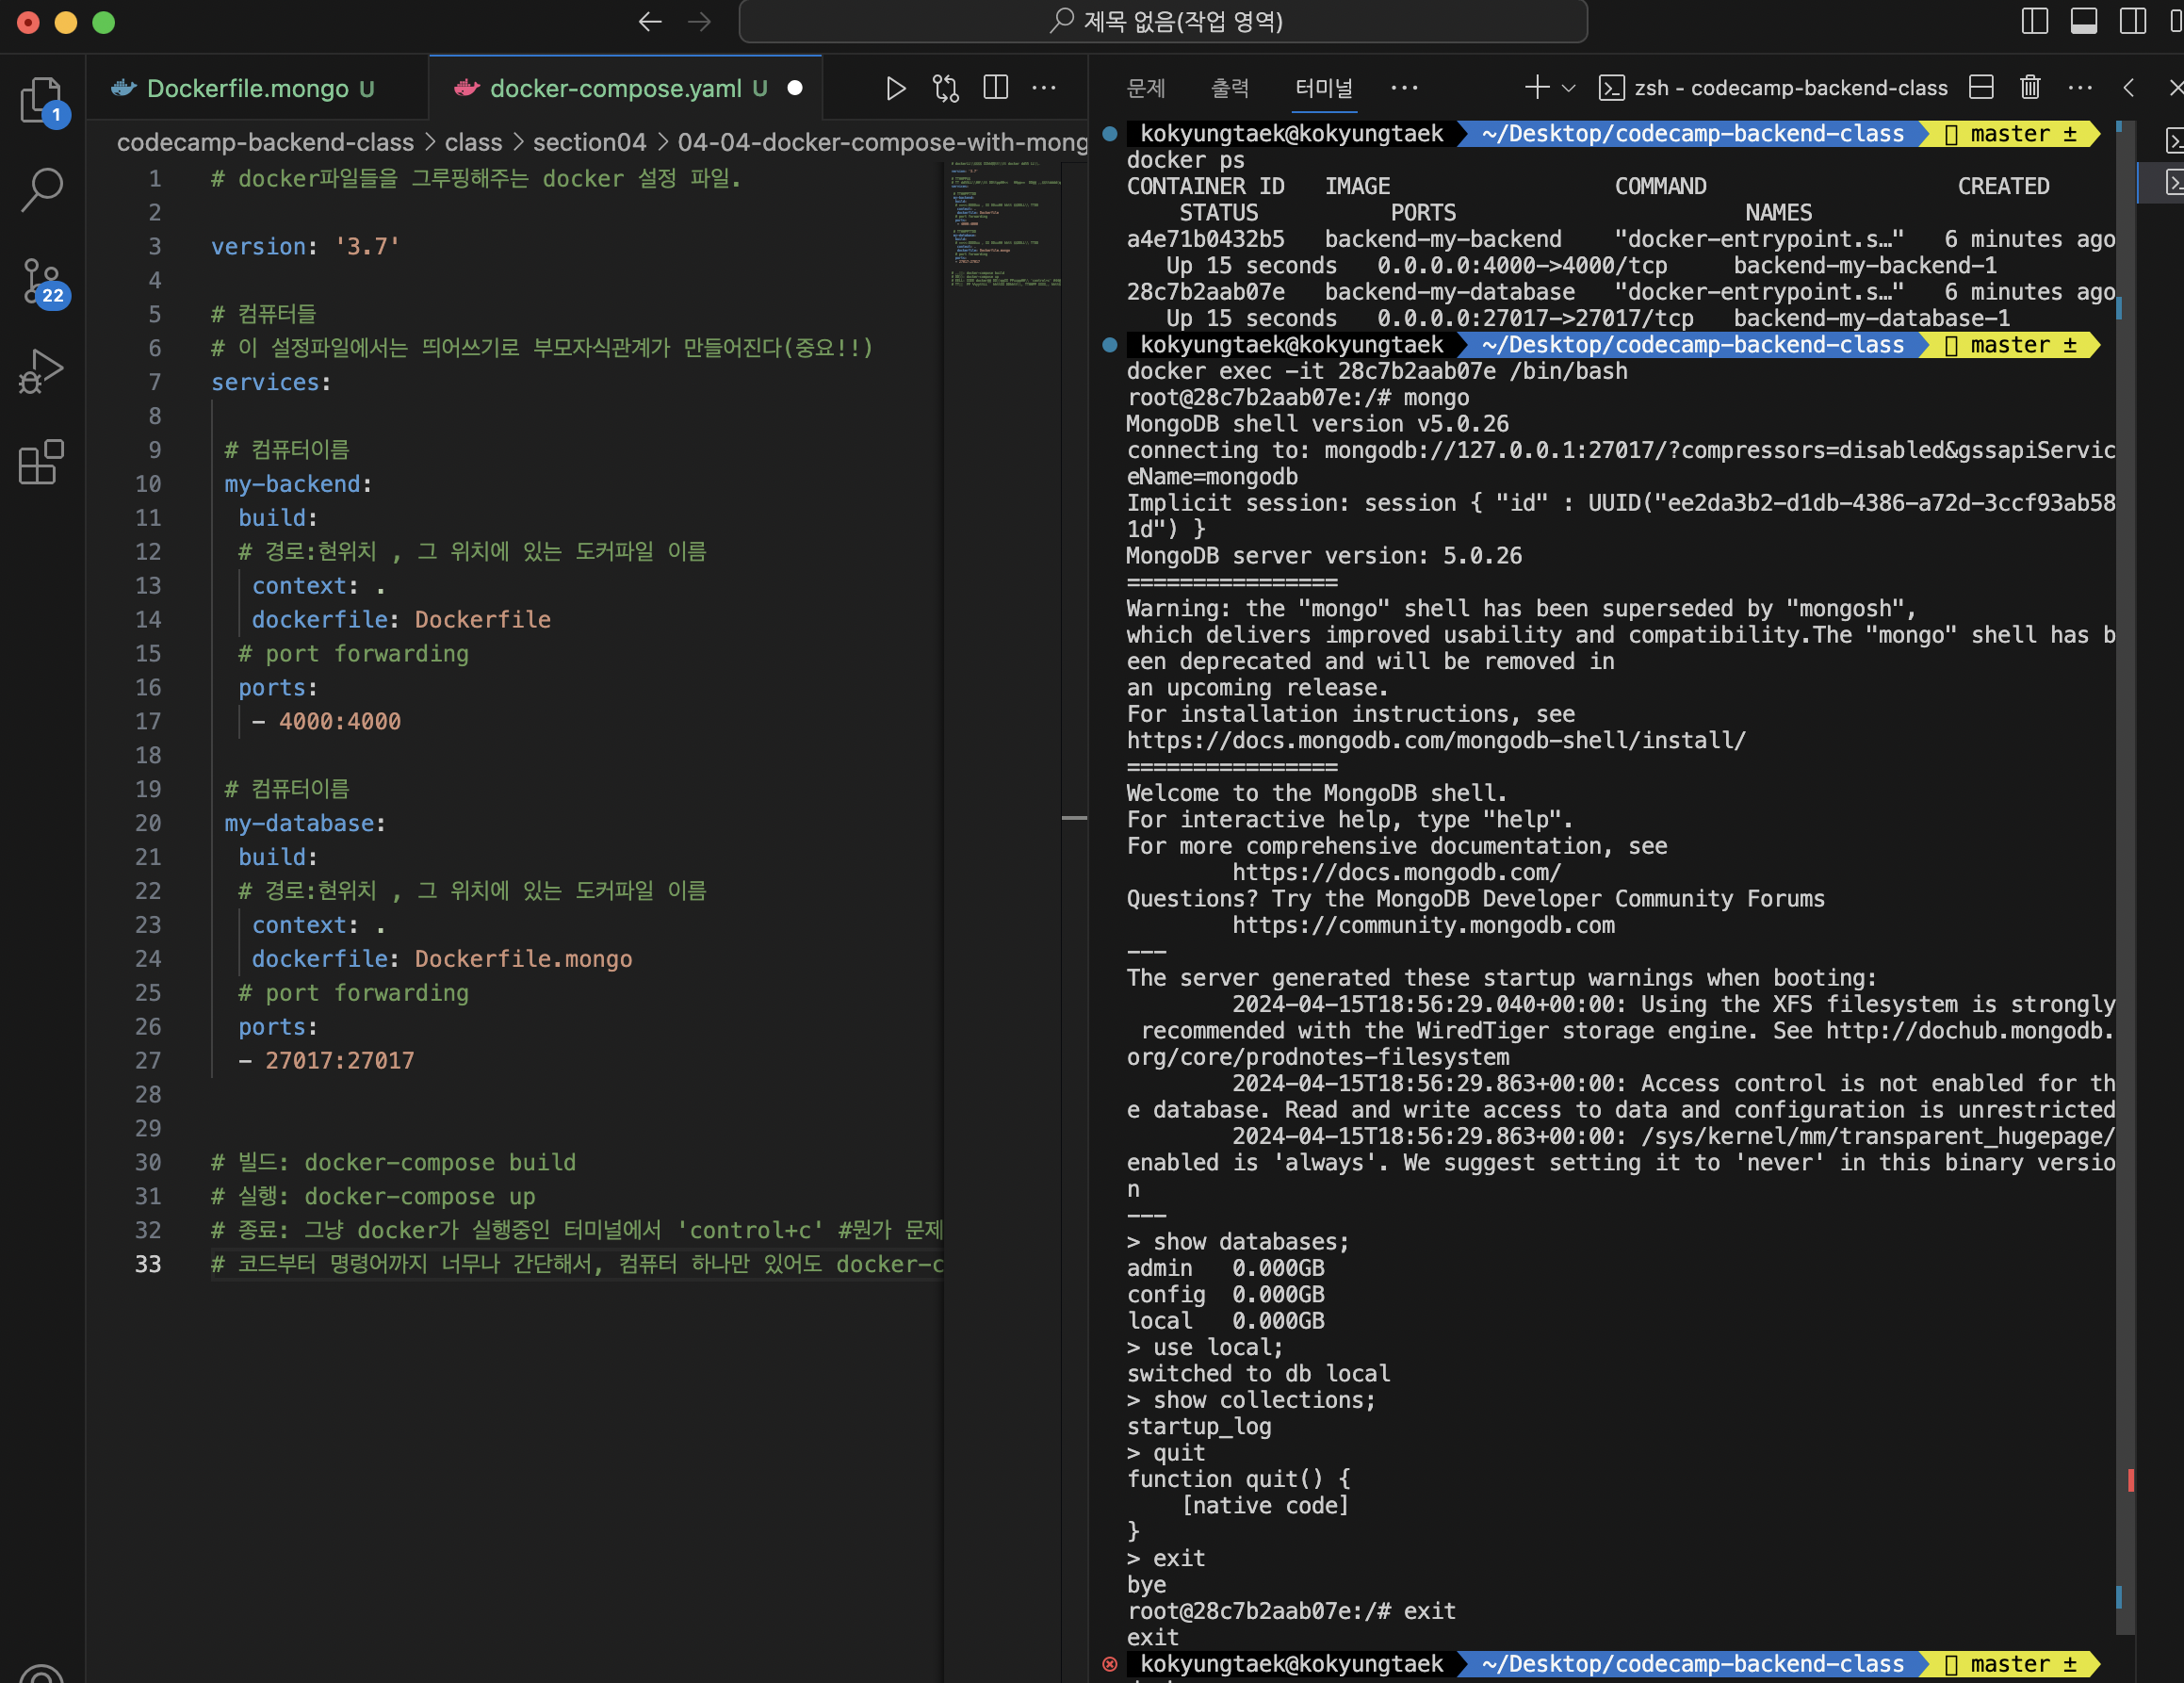 제목 없음(작업 영역)
Dockerfile.mongo U
docker-compose.yaml U
문제 출력 터미널
zsh - codecamp-backend-class
1
22
codecamp-backend-class > class > section04 > 04-04-docker-compose-with-mong
1 # docker파일들을 그루핑해주는 docker 설정 파일.
2
3 version: '3.7'
4
5 # 컴퓨터들
6 # 이 설정파일에서는 띄어쓰기로 부모자식관계가 만들어진다(중요!!)
7 services:
8
9 # 컴퓨터이름
10 my-backend:
11 build:
12 # 경로:현위치 , 그 위치에 있는 도커파일 이름
13 context: .
14 dockerfile: Dockerfile
15 # port forwarding
16 ports:
17 - 4000:4000
18
19 # 컴퓨터이름
20 my-database:
21 build:
22 # 경로:현위치 , 그 위치에 있는 도커파일 이름
23 context: .
24 dockerfile: Dockerfile.mongo
25 # port forwarding
26 ports:
27 - 27017:27017
28
29
30 # 빌드: docker-compose build
31 # 실행: docker-compose up
32 # 종료: 그냥 docker가 실행중인 터미널에서 'control+c' #뭔가 문제
33 # 코드부터 명령어까지 너무나 간단해서, 컴퓨터 하나만 있어도 docker-c
kokyungtaek@kokyungtaek ~/Desktop/codecamp-backend-class master ±
docker ps
CONTAINER ID IMAGE COMMAND CREATED
STATUS PORTS NAMES
a4e71b0432b5 backend-my-backend "docker-entrypoint.s…" 6 minutes ago
Up 15 seconds 0.0.0.0:4000->4000/tcp backend-my-backend-1
28c7b2aab07e backend-my-database "docker-entrypoint.s…" 6 minutes ago
Up 15 seconds 0.0.0.0:27017->27017/tcp backend-my-database-1
kokyungtaek@kokyungtaek ~/Desktop/codecamp-backend-class master ±
docker exec -it 28c7b2aab07e /bin/bash
root@28c7b2aab07e:/# mongo
MongoDB shell version v5.0.26
connecting to: mongodb://127.0.0.1:27017/?compressors=disabled&gssapiServic
eName=mongodb
Implicit session: session { "id" : UUID("ee2da3b2-d1db-4386-a72d-3ccf93ab58
1d") }
MongoDB server version: 5.0.26
================
Warning: the "mongo" shell has been superseded by "mongosh",
which delivers improved usability and compatibility.The "mongo" shell has b
een deprecated and will be removed in
an upcoming release.
For installation instructions, see
https://docs.mongodb.com/mongodb-shell/install/
================
Welcome to the MongoDB shell.
For interactive help, type "help".
For more comprehensive documentation, see
https://docs.mongodb.com/
Questions? Try the MongoDB Developer Community Forums
https://community.mongodb.com
---
The server generated these startup warnings when booting:
2024-04-15T18:56:29.040+00:00: Using the XFS filesystem is strongly
recommended with the WiredTiger storage engine. See http://dochub.mongodb.
org/core/prodnotes-filesystem
2024-04-15T18:56:29.863+00:00: Access control is not enabled for th
e database. Read and write access to data and configuration is unrestricted
2024-04-15T18:56:29.863+00:00: /sys/kernel/mm/transparent_hugepage/
enabled is 'always'. We suggest setting it to 'never' in this binary versio
n
---
> show databases;
admin 0.000GB
config 0.000GB
local 0.000GB
> use local;
switched to db local
> show collections;
startup_log
> quit
function quit() {
[native code]
}
> exit
bye
root@28c7b2aab07e:/# exit
exit
kokyungtaek@kokyungtaek ~/Desktop/codecamp-backend-class master ±